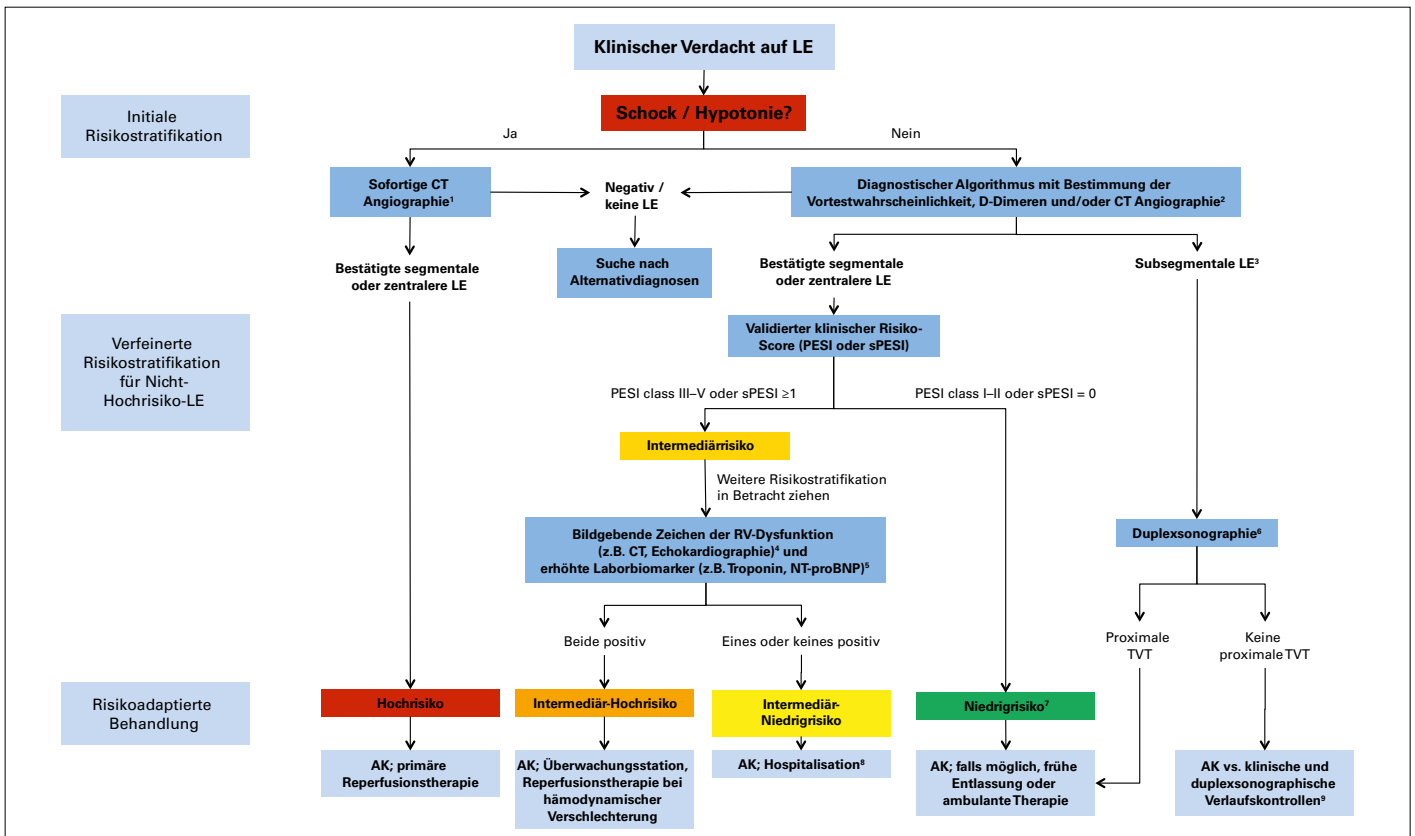 Klinischer Verdacht auf LE
Initiale
Risikostratifikation
Schock / Hypotonie?
Ja
Nein
Sofortige CT
Angiographie¹
Negativ /
keine LE
Diagnostischer Algorithmus mit Bestimmung der
Vortestwahrscheinlichkeit, D-Dimeren und/oder CT Angiographie²
Bestätigte segmentale
oder zentralere LE
Suche nach
Alternativdiagnosen
Bestätigte segmentale
oder zentralere LE
Subsegmentale LE³
Verfeinerte
Risikostratifikation
für Nicht-
Hochrisiko-LE
Validierter klinischer Risiko-
Score (PESI oder sPESI)
PESI class III–V oder sPESI ≥1
PESI class I–II oder sPESI = 0
Intermediärrisiko
Weitere Risikostratifikation
in Betracht ziehen
Bildgebende Zeichen der RV-Dysfunktion
(z.B. CT, Echokardiographie)⁴ und
erhöhte Laborbiomarker (z.B. Troponin, NT-proBNP)⁵
Duplexsonographie⁶
Beide positiv
Eines oder keines positiv
Proximale
TVT
Keine
proximale TVT
Risikoadaptierte
Behandlung
Hochrisiko
Intermediär-Hochrisiko
Intermediär-
Niedrigrisiko
Niedrigrisiko⁷
AK; primäre
Reperfusionstherapie
AK; Überwachungsstation,
Reperfusionstherapie bei
hämodynamischer
Verschlechterung
AK; Hospitalisation⁸
AK; falls möglich, frühe
Entlassung oder
ambulante Therapie
AK vs. klinische und
duplexsonographische
Verlaufskontrollen⁹